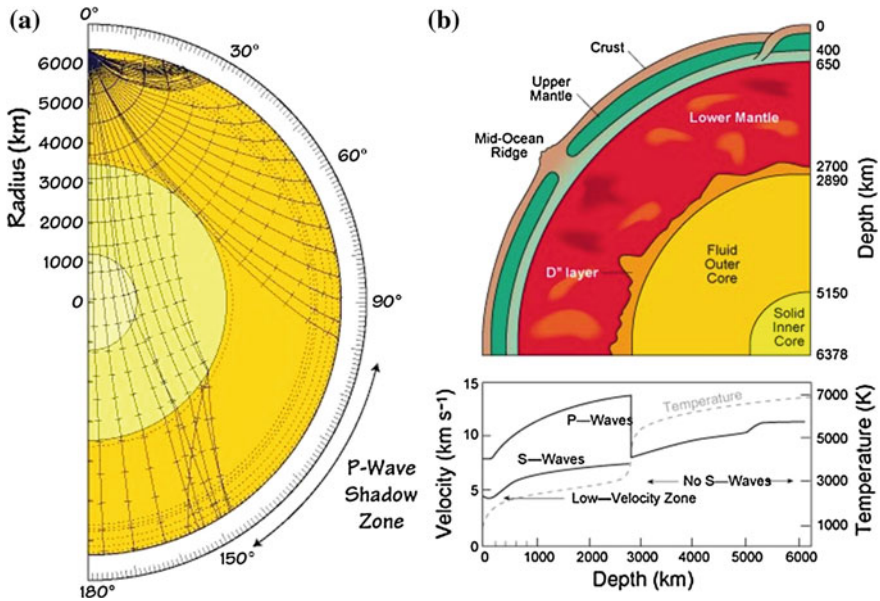 (a)
0°
30°
60°
90°
150°
180°
Radius (km)
6000
5000
4000
3000
2000
1000
0
P-Wave
Shadow
Zone
(b)
Crust
Upper
Mantle
Mid-Ocean
Ridge
Lower Mantle
D" layer
Fluid
Outer
Core
Solid
Inner
Core
0
400
650
2700
2890
5150
6378
Depth (km)
15
10
5
0
Velocity (km s⁻¹)
P—Waves
S—Waves
Temperature
No S—Waves
Low—Velocity Zone
7000
5000
3000
1000
Temperature (K)
0
1000
2000
3000
4000
5000
6000
Depth (km)